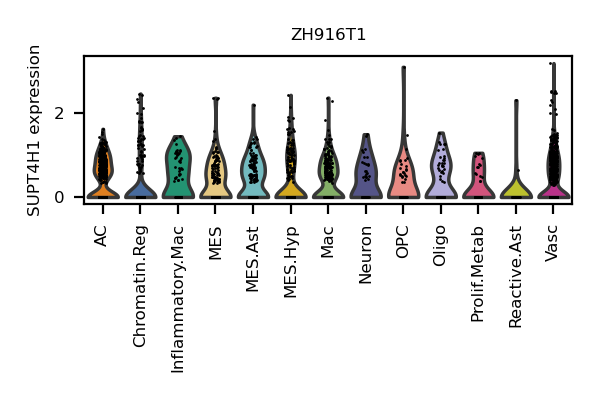 ZH916T1
SUPT4H1 expression
2
0
AC
Chromatin.Reg
Inflammatory.Mac
MES
MES.Ast
MES.Hyp
Mac
Neuron
OPC
Oligo
Prolif.Metab
Reactive.Ast
Vasc